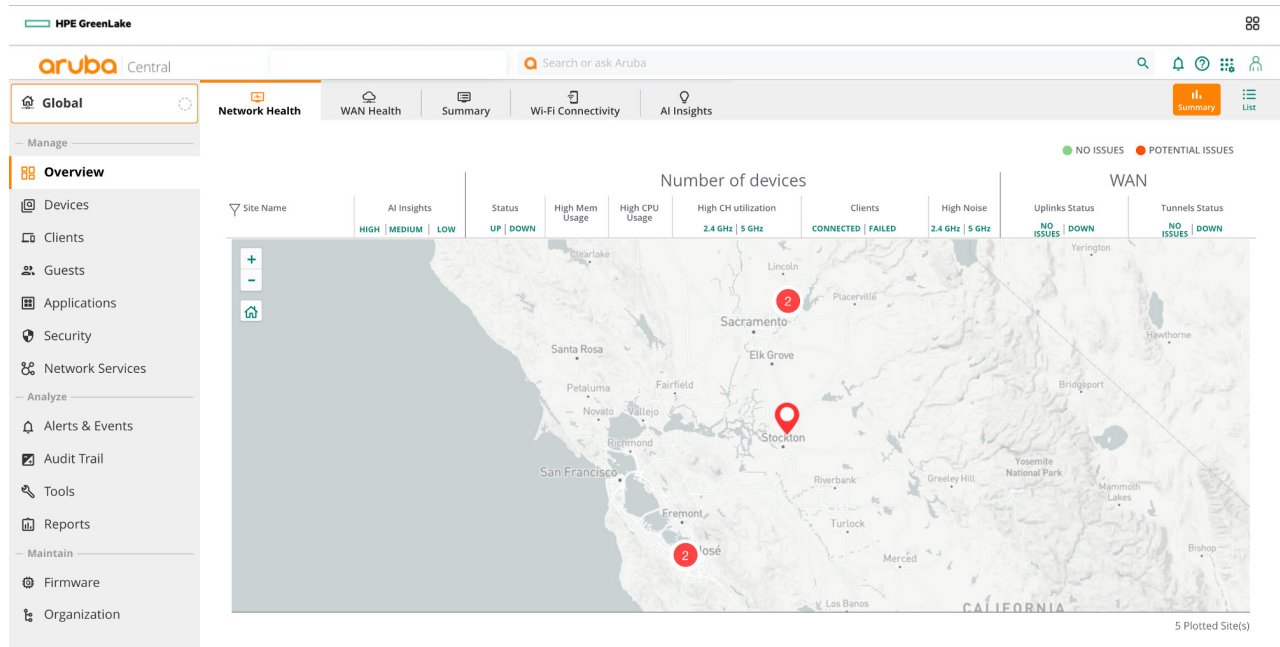 HPE GreenLake
aruba Central
Search or ask Aruba
Global
Network Health
WAN Health
Summary
Wi-Fi Connectivity
AI Insights
Summary
List
Manage
Overview
Devices
Clients
Guests
Applications
Security
Network Services
Analyze
Alerts & Events
Audit Trail
Tools
Reports
Maintain
Firmware
Organization
NO ISSUES
POTENTIAL ISSUES
Number of devices
WAN
Site Name
AI Insights
HIGH | MEDIUM | LOW
Status
UP | DOWN
High Mem
Usage
High CPU
Usage
High CH utilization
2.4 GHz | 5 GHz
Clients
CONNECTED | FAILED
High Noise
2.4 GHz | 5 GHz
Uplinks Status
NO
ISSUES | DOWN
Tunnels Status
NO
ISSUES | DOWN
+
−
Clearlake
Yerington
Lincoln
2
Placerville
Sacramento
Hawthorne
Santa Rosa
Elk Grove
Petaluma
Fairfield
Bridgeport
Novato
Vallejo
Richmond
Stockton
San Francisco
Yosemite
National Park
Riverbank
Greeley Hill
Mammoth
Lakes
Fremont
Turlock
2
José
Merced
Bishop
Los Banos
CALIFORNIA
5 Plotted Site(s)